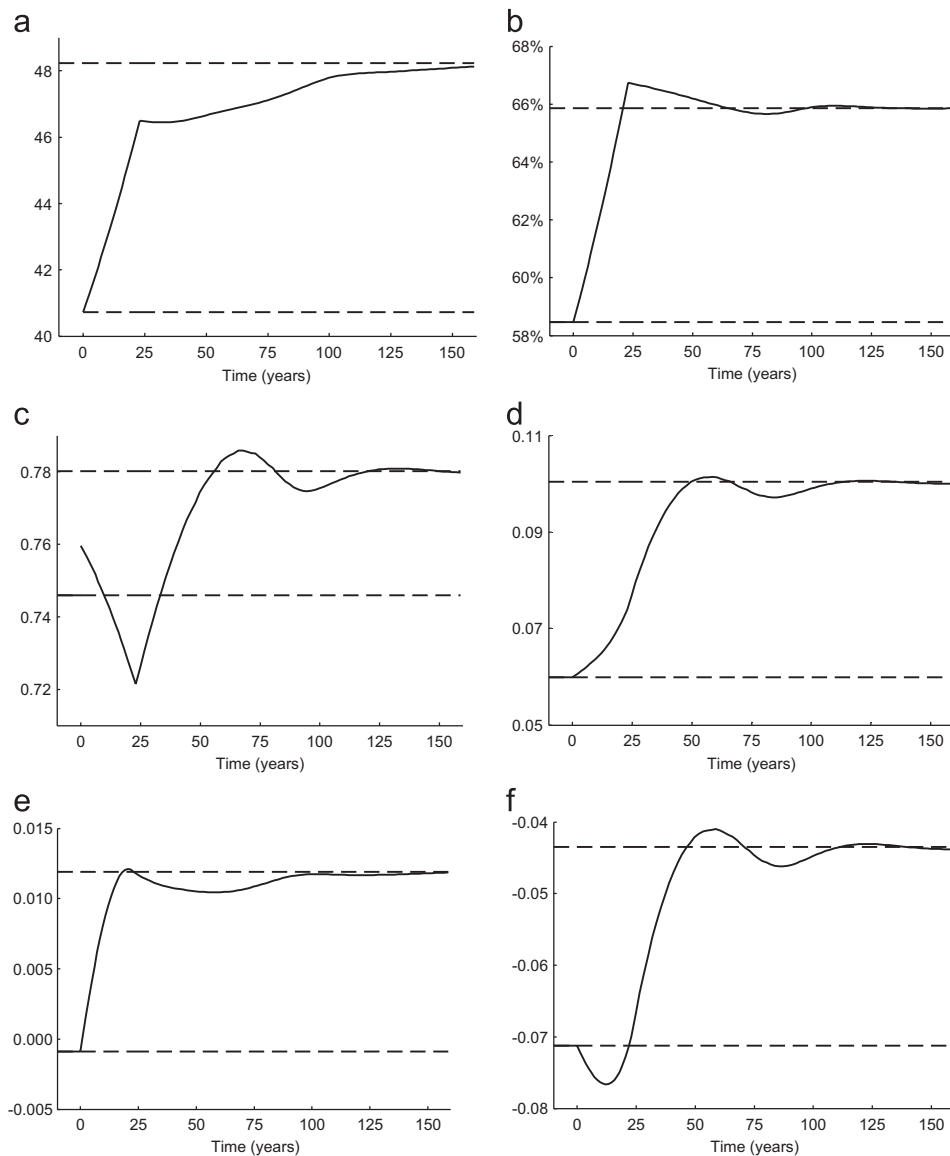 a
48
46
44
42
40
0 25 50 75 100 125 150
Time (years)
b
68%
66%
64%
62%
60%
58%
0 25 50 75 100 125 150
Time (years)
c
0.78
0.76
0.74
0.72
0 25 50 75 100 125 150
Time (years)
d
0.11
0.09
0.07
0.05
0 25 50 75 100 125 150
Time (years)
e
0.015
0.010
0.005
0.000
-0.005
0 25 50 75 100 125 150
Time (years)
f
-0.04
-0.05
-0.06
-0.07
-0.08
0 25 50 75 100 125 150
Time (years)